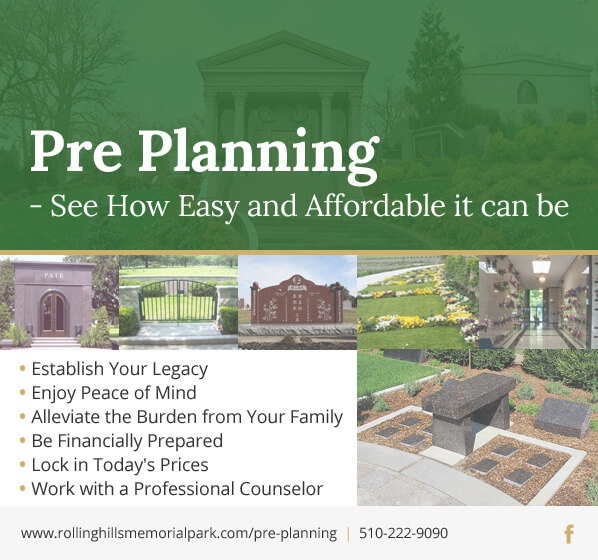 Pre Planning
- See How Easy and Affordable it can be
PATE
• Establish Your Legacy
• Enjoy Peace of Mind
• Alleviate the Burden from Your Family
• Be Financially Prepared
• Lock in Today's Prices
• Work with a Professional Counselor
www.rollinghillsmemorialpark.com/pre-planning | 510-222-9090
f